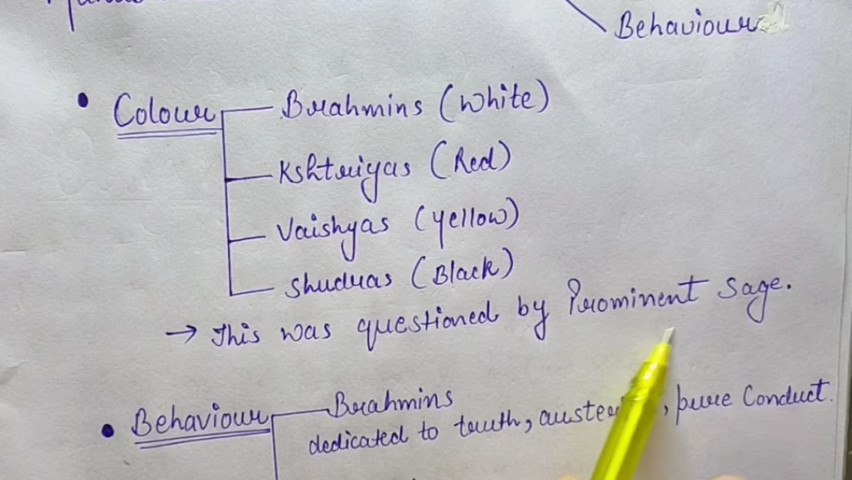 Behaviour
• Colour
Brahmins (White)
Kshtriyas (Red)
Vaishyas (yellow)
Shudras (Black)
→ This was questioned by Prominent Sage.
• Behaviour
Brahmins
dedicated to truth, pure Conduct.